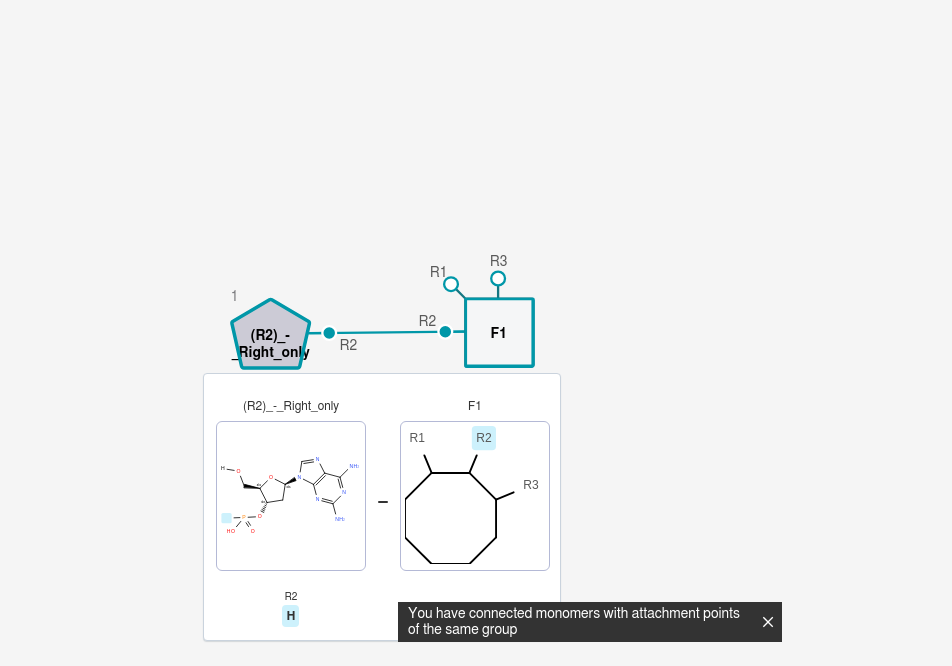 R3
R1
1
R2
(R2)_-
_Right_only
R2
F1
(R2)_-_Right_only
F1
R1
R2
R3
H
O
O
N
N
N
N
NH₂
NH₂
O
P
HO
O
R2
H
You have connected monomers with attachment points
of the same group